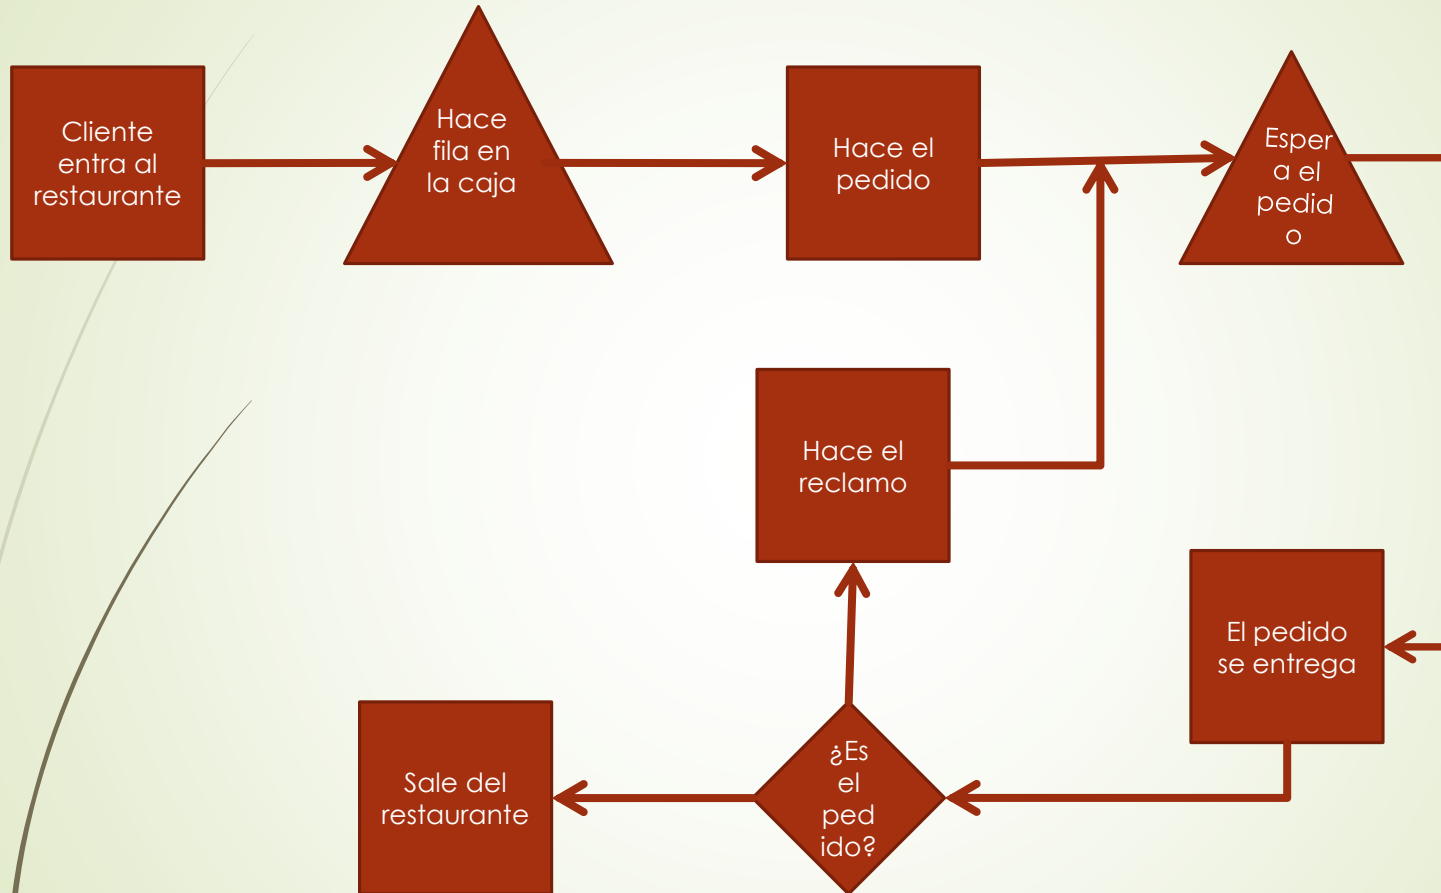 Cliente
entra al
restaurante
Hace
fila en
la caja
Hace el
pedido
Esper
a el
pedid
o
Hace el
reclamo
El pedido
se entrega
¿Es
el
ped
ido?
Sale del
restaurante